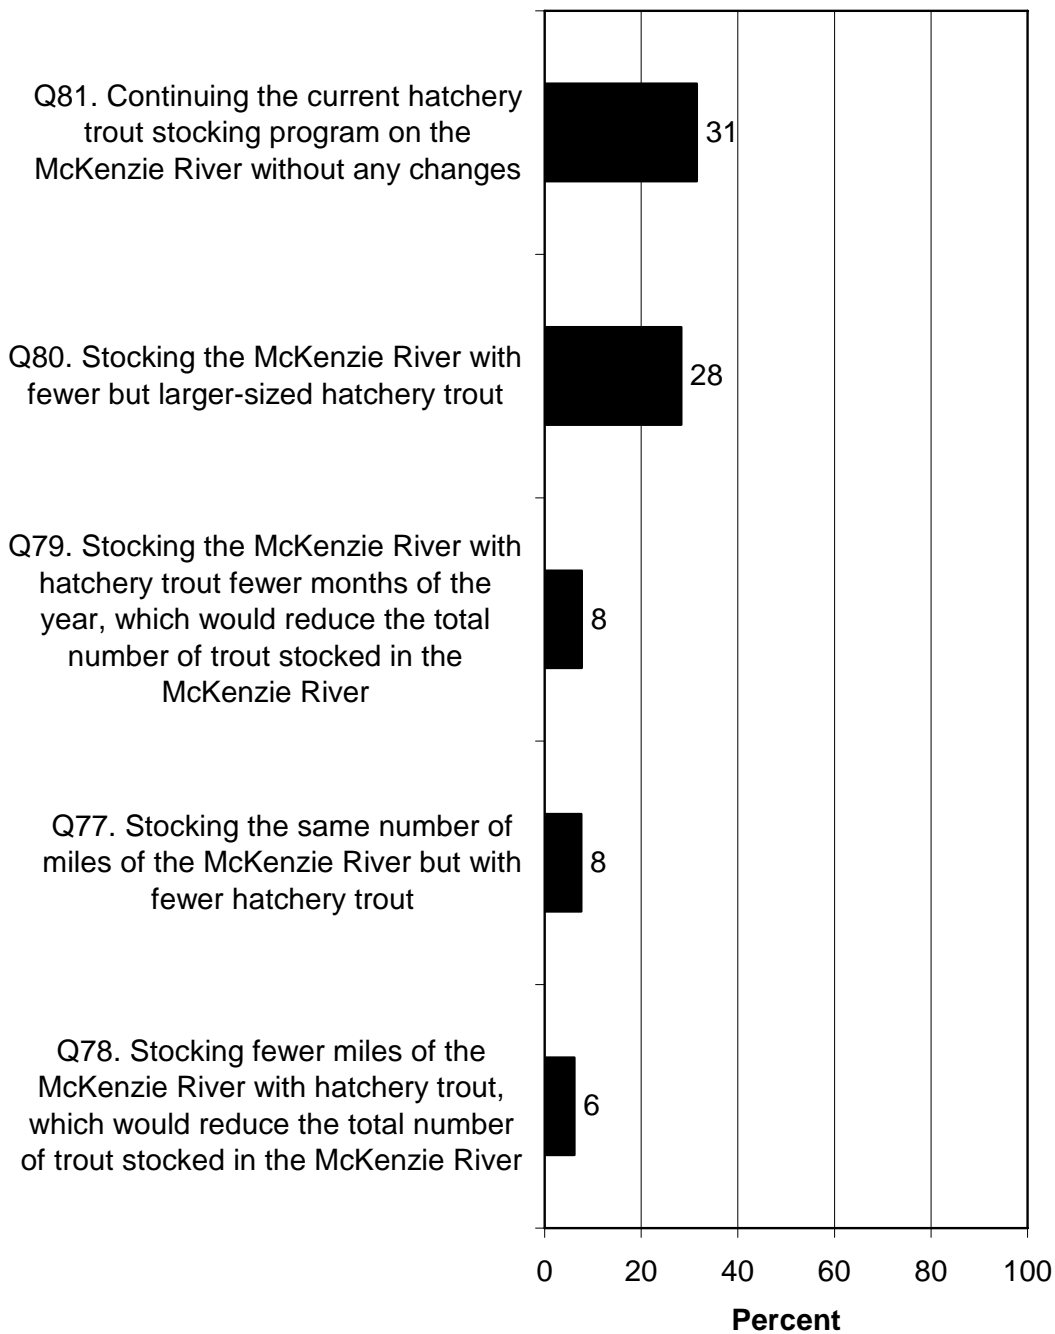 Q81. Continuing the current hatchery
trout stocking program on the
McKenzie River without any changes
31
Q80. Stocking the McKenzie River with
fewer but larger-sized hatchery trout
28
Q79. Stocking the McKenzie River with
hatchery trout fewer months of the
year, which would reduce the total
number of trout stocked in the
McKenzie River
8
Q77. Stocking the same number of
miles of the McKenzie River but with
fewer hatchery trout
8
Q78. Stocking fewer miles of the
McKenzie River with hatchery trout,
which would reduce the total number
of trout stocked in the McKenzie River
6
0 20 40 60 80 100
Percent